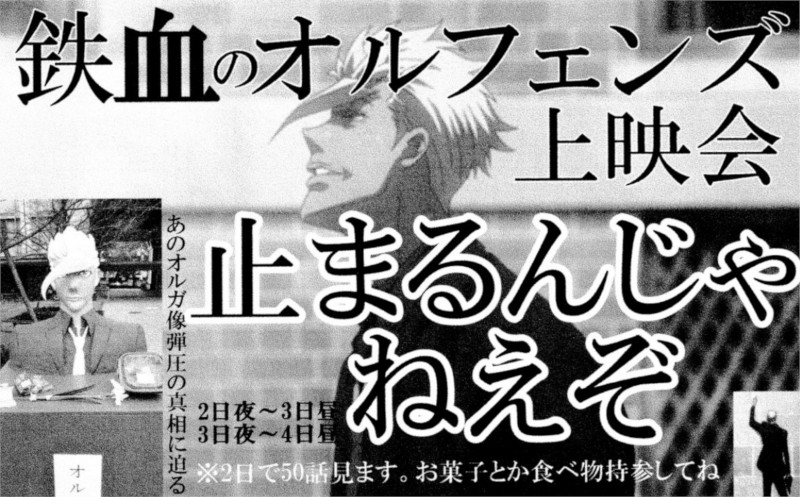 鉄血のオルフェンズ
上映会
止まるんじゃ
ねえぞ
あのオルガ像弾圧の真相に迫る
2日夜～3日昼
3日夜～4日昼
※2日で50話見ます。お菓子とか食べ物持参してね
オル